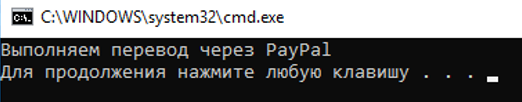 C:\WINDOWS\system32\cmd.exe
Выполняем перевод через PayPal
Для продолжения нажмите любую клавишу . . .